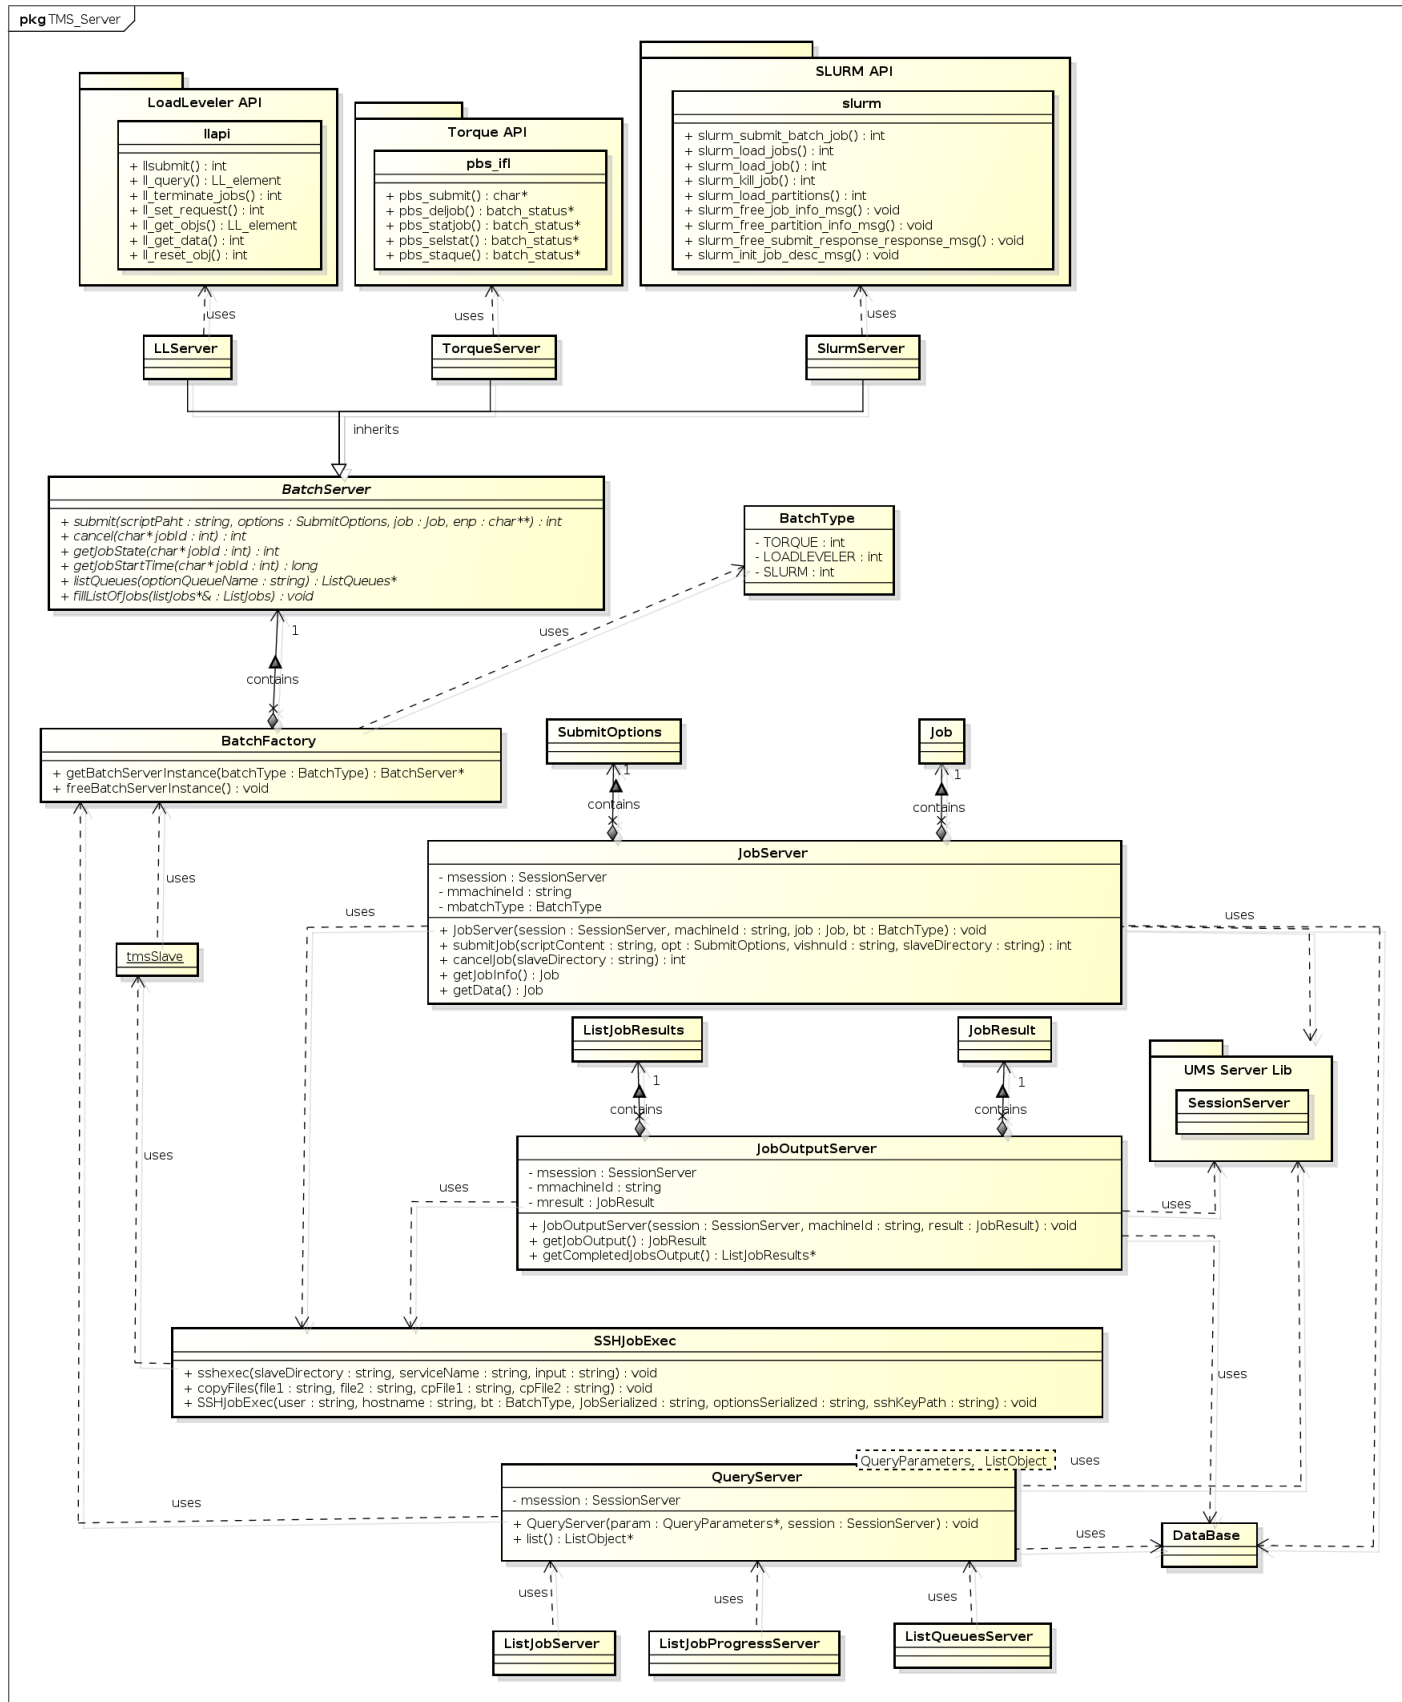 pkg TMS_Server
LoadLeveler API
llapi
+ llsubmit() : int
+ ll_query() : LL_element
+ ll_terminate_jobs() : int
+ ll_set_request() : int
+ ll_get_objs() : LL_element
+ ll_get_data() : int
+ ll_reset_obj() : int
Torque API
pbs_ifl
+ pbs_submit() : char*
+ pbs_deljob() : batch_status*
+ pbs_statjob() : batch_status*
+ pbs_selstat() : batch_status*
+ pbs_staque() : batch_status*
SLURM API
slurm
+ slurm_submit_batch_job() : int
+ slurm_load_jobs() : int
+ slurm_load_job() : int
+ slurm_kill_job() : int
+ slurm_load_partitions() : int
+ slurm_free_job_info_msg() : void
+ slurm_free_partition_info_msg() : void
+ slurm_free_submit_response_response_msg() : void
+ slurm_init_job_desc_msg() : void
uses
uses
uses
LLServer
TorqueServer
SlurmServer
inherits
BatchServer
+ submit(scriptPaht : string, options : SubmitOptions, job : Job, enp : char**) : int
+ cancel(char* jobId : int) : int
+ getJobState(char* jobId : int) : int
+ getJobStartTime(char* jobId : int) : long
+ listQueues(optionQueueName : string) : ListQueues*
+ fillListOfJobs(listJobs*& : ListJobs) : void
BatchType
- TORQUE : int
- LOADLEVELER : int
- SLURM : int
1
contains
uses
BatchFactory
+ getBatchServerInstance(batchType : BatchType) : BatchServer*
+ freeBatchServerInstance() : void
SubmitOptions
Job
1
contains
1
contains
JobServer
- msession : SessionServer
- mmachineId : string
- mbatchType : BatchType
+ JobServer(session : SessionServer, machineId : string, job : Job, bt : BatchType) : void
+ submitJob(scriptContent : string, opt : SubmitOptions, vishnuId : string, slaveDirectory : string) : int
+ cancelJob(slaveDirectory : string) : int
+ getJobInfo() : Job
+ getData() : Job
uses
uses
uses
tmsSlave
ListJobResults
JobResult
1
contains
1
contains
UMS Server Lib
SessionServer
JobOutputServer
- msession : SessionServer
- mmachineId : string
- mresult : JobResult
+ JobOutputServer(session : SessionServer, machineId : string, result : JobResult) : void
+ getJobOutput() : JobResult
+ getCompletedJobsOutput() : ListJobResults*
uses
uses
uses
uses
SSHJobExec
+ sshexec(slaveDirectory : string, serviceName : string, input : string) : void
+ copyFiles(file1 : string, file2 : string, cpFile1 : string, cpFile2 : string) : void
+ SSHJobExec(user : string, hostname : string, bt : BatchType, JobSerialized : string, optionsSerialized : string, sshKeyPath : string) : void
QueryParameters, ListObject
uses
QueryServer
- msession : SessionServer
+ QueryServer(param : QueryParameters*, session : SessionServer) : void
+ list() : ListObject*
uses
uses
DataBase
uses
uses
uses
ListJobServer
ListJobProgressServer
ListQueuesServer